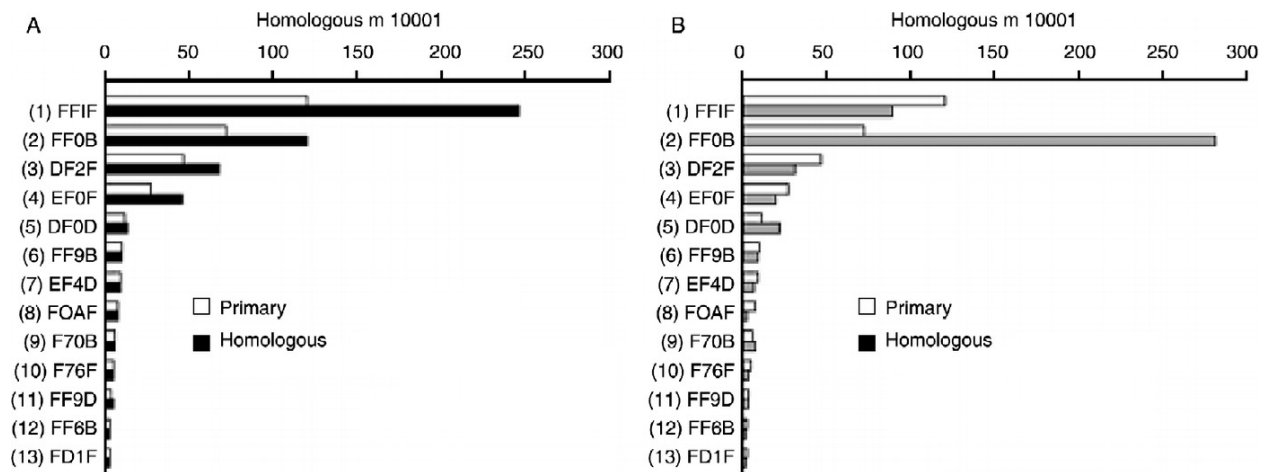 A
Homologous m 10001
0 50 100 150 200 250 300
(1) FFIF
(2) FF0B
(3) DF2F
(4) EF0F
(5) DF0D
(6) FF9B
(7) EF4D
(8) FOAF
(9) F70B
(10) F76F
(11) FF9D
(12) FF6B
(13) FD1F
Primary
Homologous
B
Homologous m 10001
0 50 100 150 200 250 300
(1) FFIF
(2) FF0B
(3) DF2F
(4) EF0F
(5) DF0D
(6) FF9B
(7) EF4D
(8) FOAF
(9) F70B
(10) F76F
(11) FF9D
(12) FF6B
(13) FD1F
Primary
Homologous